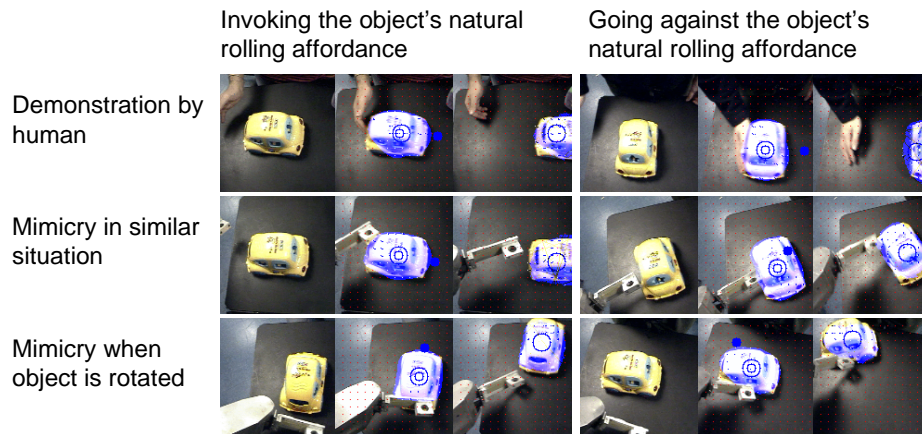 Invoking the object's natural
rolling affordance
Going against the object's
natural rolling affordance
Demonstration by
human
Mimicry in similar
situation
Mimicry when
object is rotated